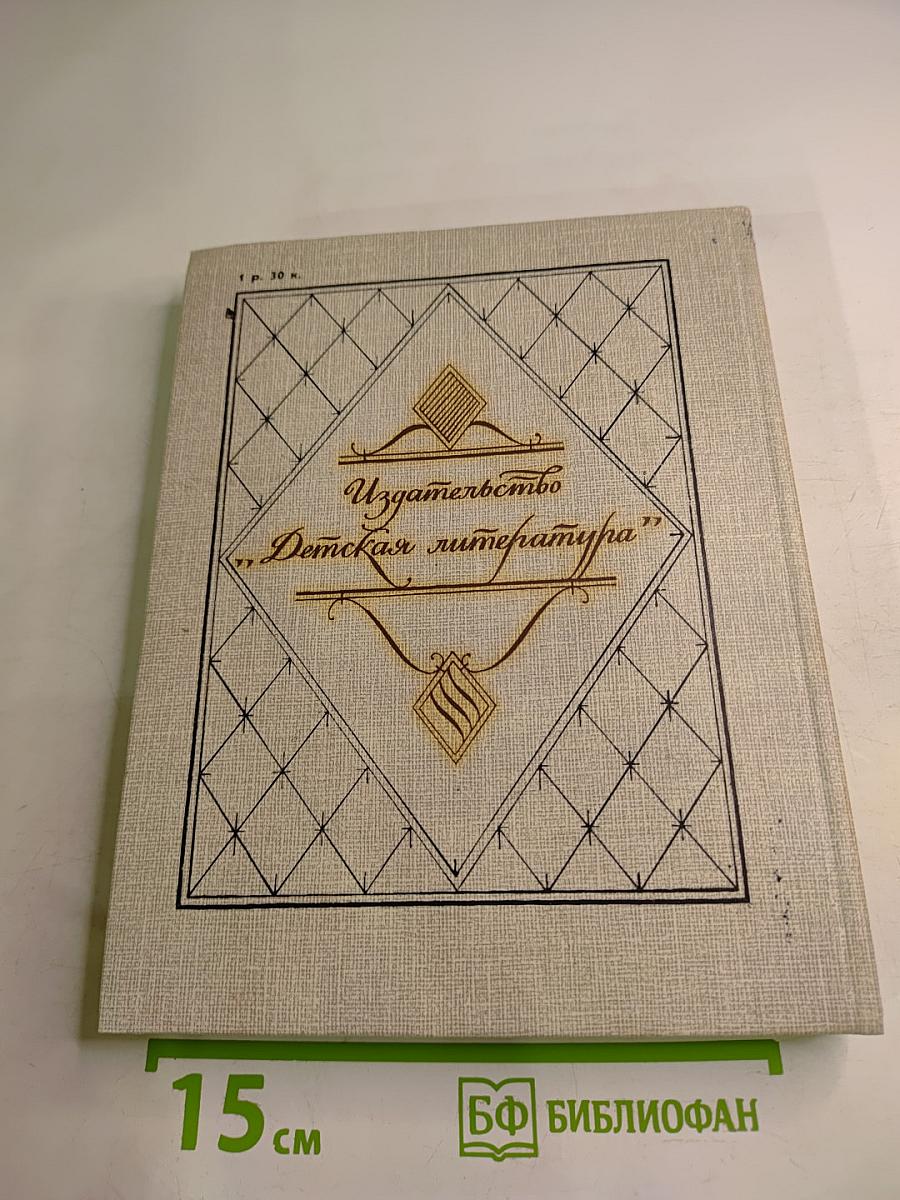 1 р. 30 к.
Издательство
„Детская литература”
15 см
БФ БИБЛИОФАН